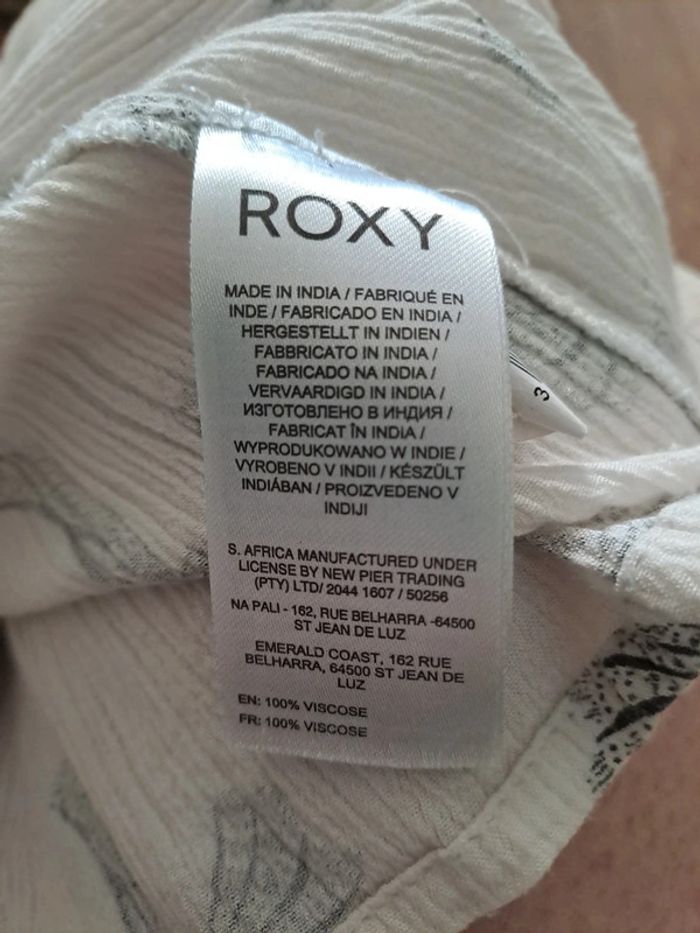 ROXY
MADE IN INDIA / FABRIQUÉ EN
INDE / FABRICADO EN INDIA /
HERGESTELLT IN INDIEN /
FABBRICATO IN INDIA /
FABRICADO NA INDIA /
VERVAARDIGD IN INDIA /
ИЗГОТОВЛЕНО В ИНДИЯ /
FABRICAT ÎN INDIA /
WYPRODUKOWANO W INDIE /
VYROBENO V INDII / KÉSZÜLT
INDIÁBAN / PROIZVEDENO V
INDIJI
S. AFRICA MANUFACTURED UNDER
LICENSE BY NEW PIER TRADING
(PTY) LTD/ 2044 1607 / 50256
NA PALI - 162, RUE BELHARRA -64500
ST JEAN DE LUZ
EMERALD COAST, 162 RUE
BELHARRA, 64500 ST JEAN DE
LUZ
EN: 100% VISCOSE
FR: 100% VISCOSE
3